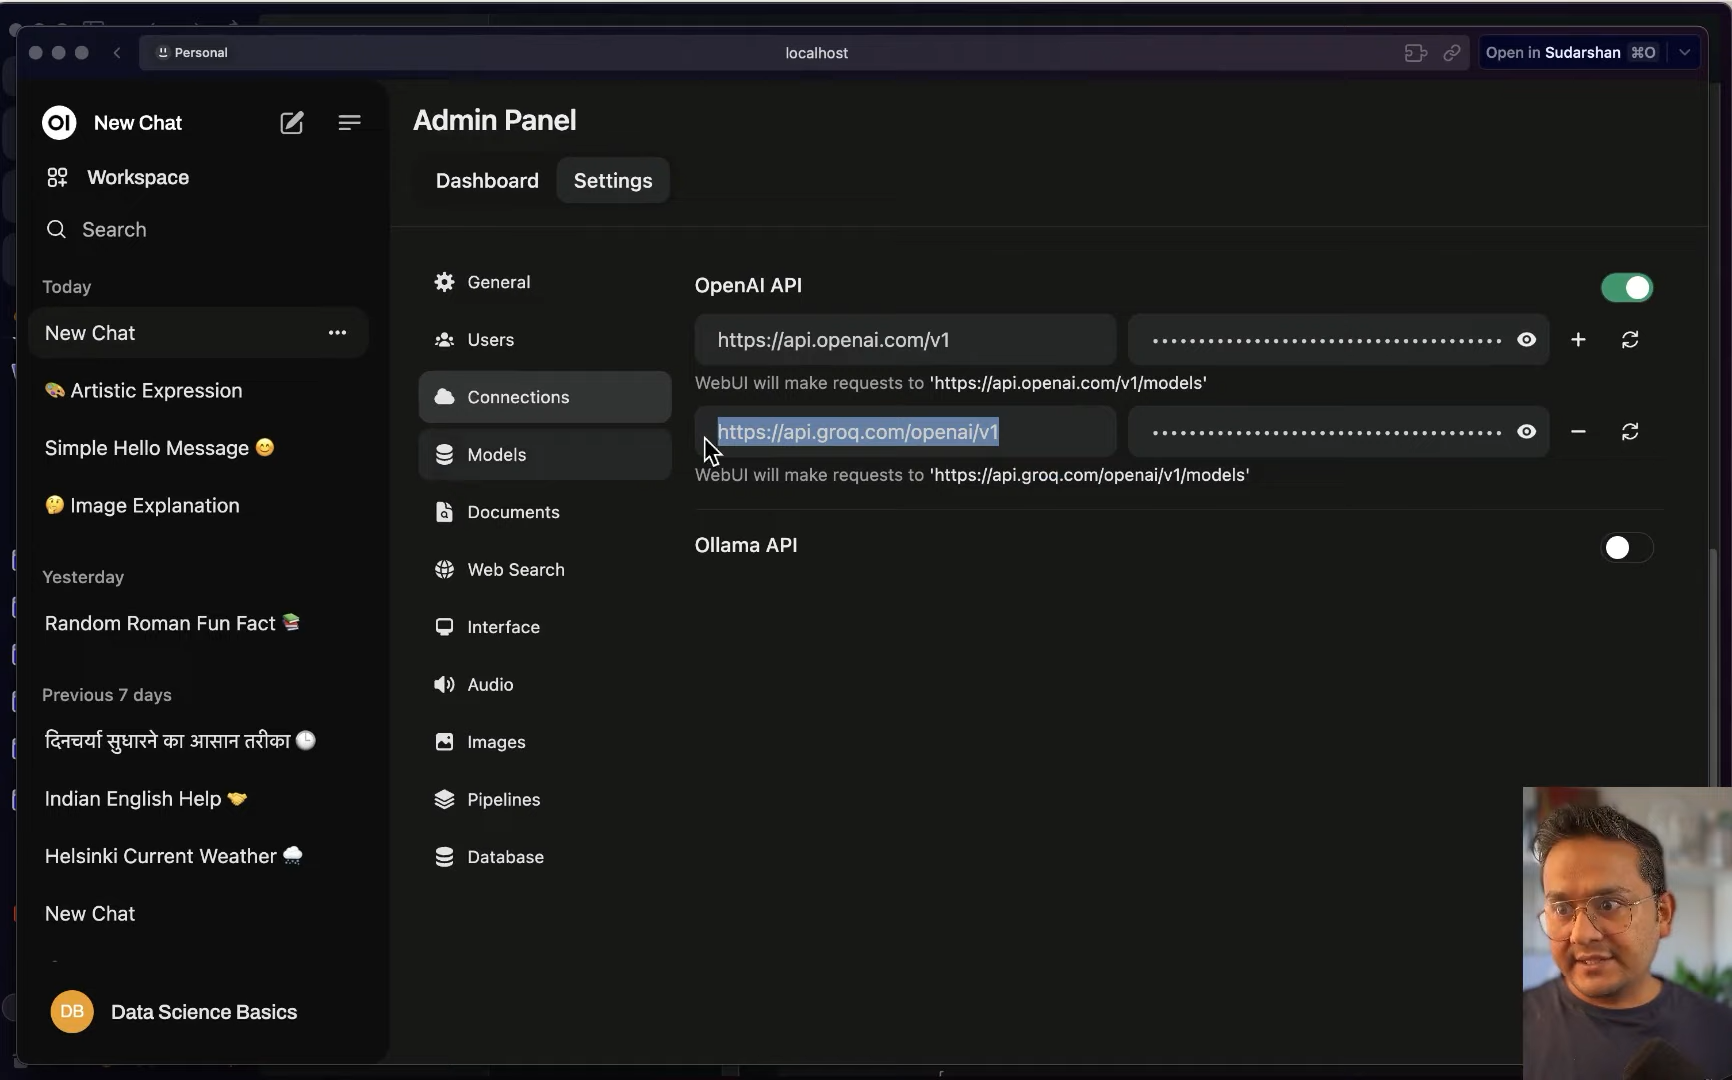 Personal
localhost
Open in Sudarshan ⌘O
OI New Chat
Workspace
Search
Today
New Chat
🎨 Artistic Expression
Simple Hello Message 😊
🤔 Image Explanation
Yesterday
Random Roman Fun Fact 📚
Previous 7 days
दिनचर्या सुधारने का आसान तरीका 🕒
Indian English Help 🤝
Helsinki Current Weather 🌧️
New Chat
DB Data Science Basics
Admin Panel
Dashboard Settings
General
Users
Connections
Models
Documents
Web Search
Interface
Audio
Images
Pipelines
Database
OpenAI API
https://api.openai.com/v1
WebUI will make requests to 'https://api.openai.com/v1/models'
https://api.groq.com/openai/v1
WebUI will make requests to 'https://api.groq.com/openai/v1/models'
Ollama API